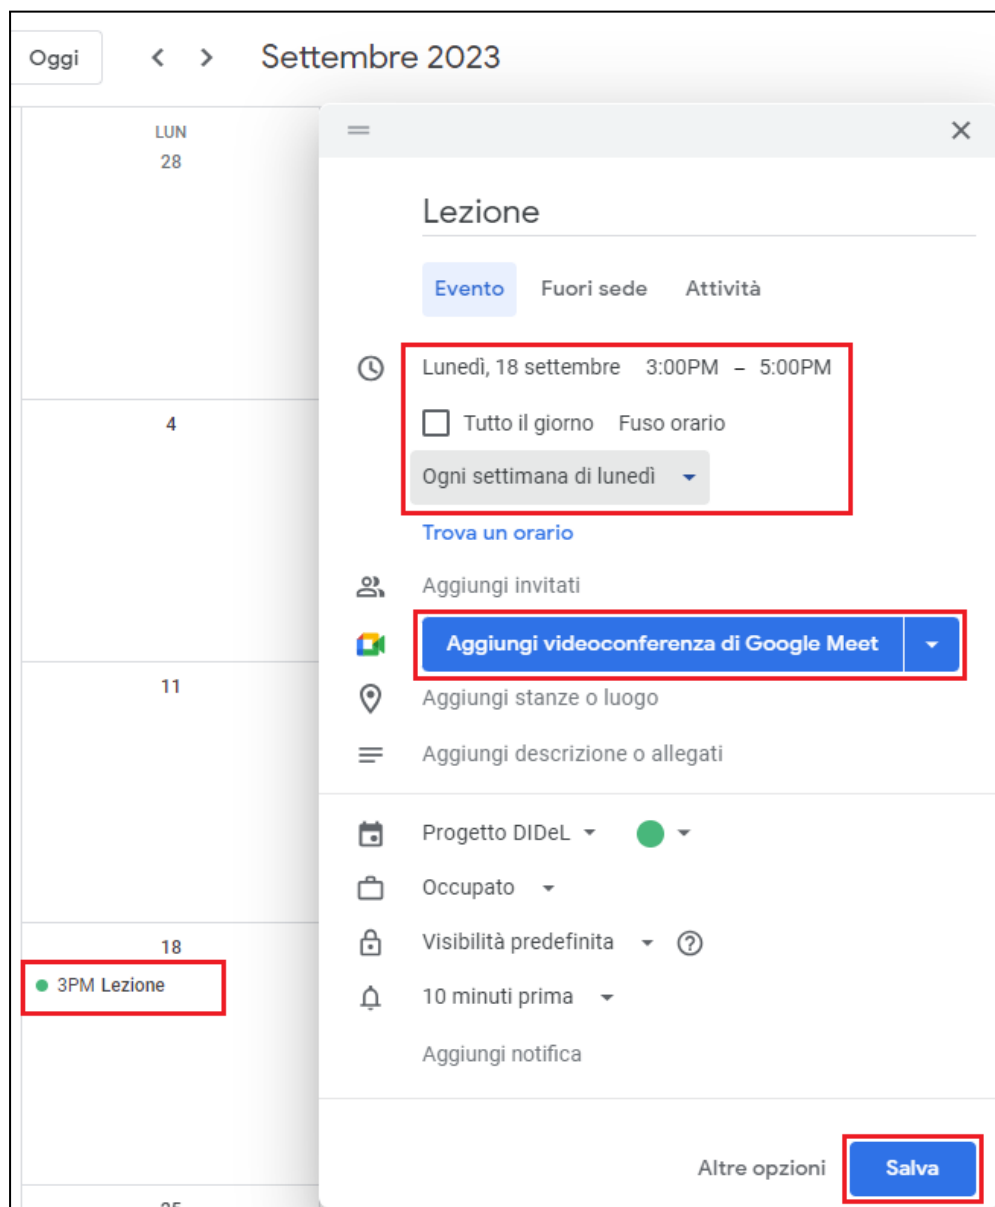 Oggi < > Settembre 2023
LUN
28
4
11
18
3PM Lezione
25
Lezione
Evento Fuori sede Attività
Lunedì, 18 settembre 3:00PM – 5:00PM
Tutto il giorno Fuso orario
Ogni settimana di lunedì
Trova un orario
Aggiungi invitati
Aggiungi videoconferenza di Google Meet
Aggiungi stanze o luogo
Aggiungi descrizione o allegati
Progetto DIDeL
Occupato
Visibilità predefinita
10 minuti prima
Aggiungi notifica
Altre opzioni Salva